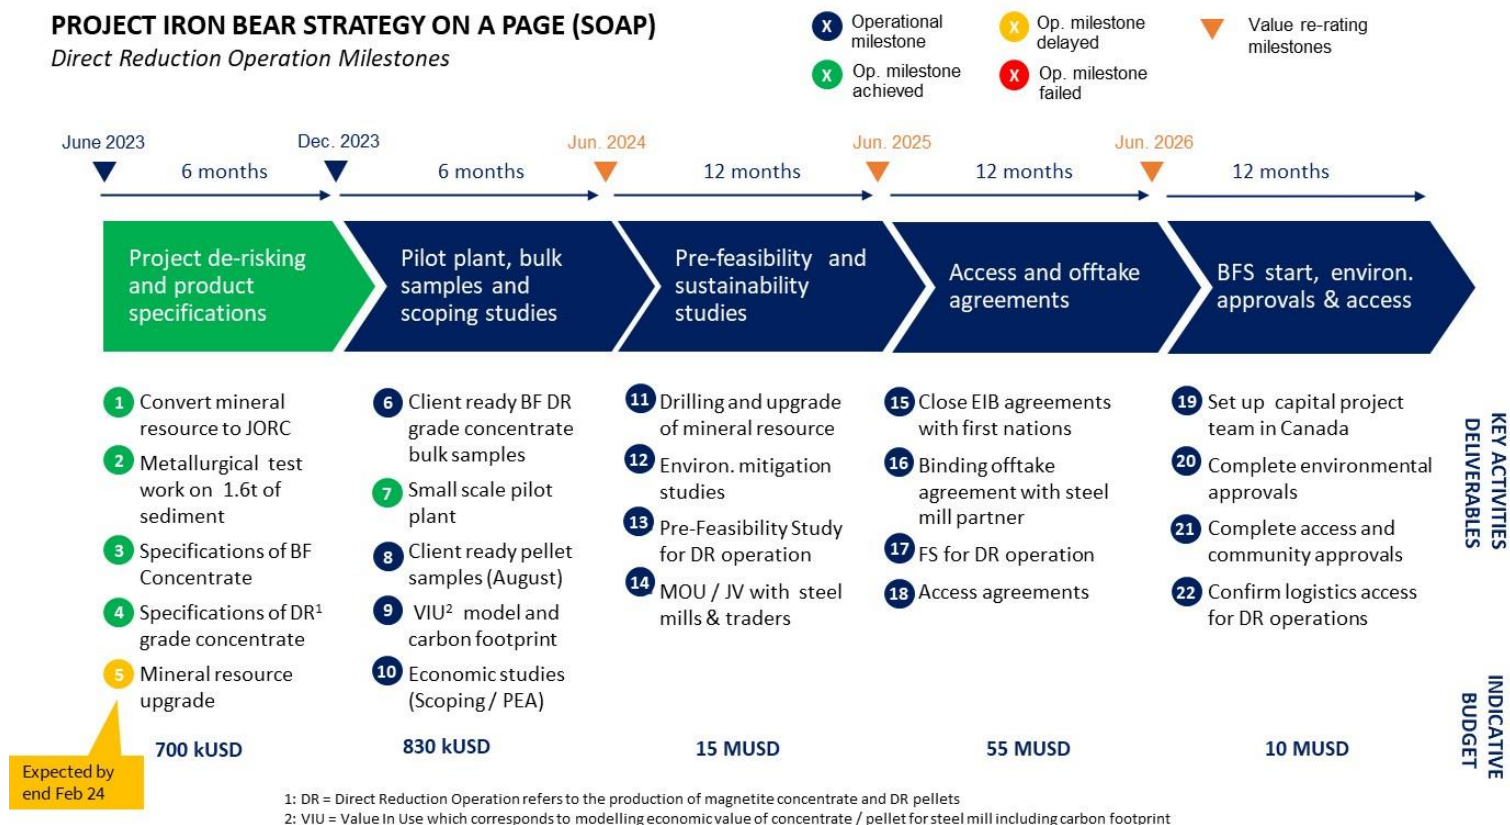 PROJECT IRON BEAR STRATEGY ON A PAGE (SOAP)
Direct Reduction Operation Milestones
X Operational
milestone
X Op. milestone
delayed
Value re-rating
milestones
X Op. milestone
achieved
X Op. milestone
failed
June 2023
Dec. 2023
Jun. 2024
Jun. 2025
Jun. 2026
6 months
6 months
12 months
12 months
12 months
Project de-risking
and product
specifications
Pilot plant, bulk
samples and
scoping studies
Pre-feasibility and
sustainability
studies
Access and offtake
agreements
BFS start, environ.
approvals & access
1 Convert mineral
resource to JORC
2 Metallurgical test
work on 1.6t of
sediment
3 Specifications of BF
Concentrate
4 Specifications of DR¹
grade concentrate
5 Mineral resource
upgrade
6 Client ready BF DR
grade concentrate
bulk samples
7 Small scale pilot
plant
8 Client ready pellet
samples (August)
9 VIU² model and
carbon footprint
10 Economic studies
(Scoping / PEA)
11 Drilling and upgrade
of mineral resource
12 Environ. mitigation
studies
13 Pre-Feasibility Study
for DR operation
14 MOU / JV with steel
mills & traders
15 Close EIB agreements
with first nations
16 Binding offtake
agreement with steel
mill partner
17 FS for DR operation
18 Access agreements
19 Set up capital project
team in Canada
20 Complete environmental
approvals
21 Complete access and
community approvals
22 Confirm logistics access
for DR operations
KEY ACTIVITIES
DELIVERABLES
700 kUSD
830 kUSD
15 MUSD
55 MUSD
10 MUSD
INDICATIVE
BUDGET
Expected by
end Feb 24
1: DR = Direct Reduction Operation refers to the production of magnetite concentrate and DR pellets
2: VIU = Value In Use which corresponds to modelling economic value of concentrate / pellet for steel mill including carbon footprint